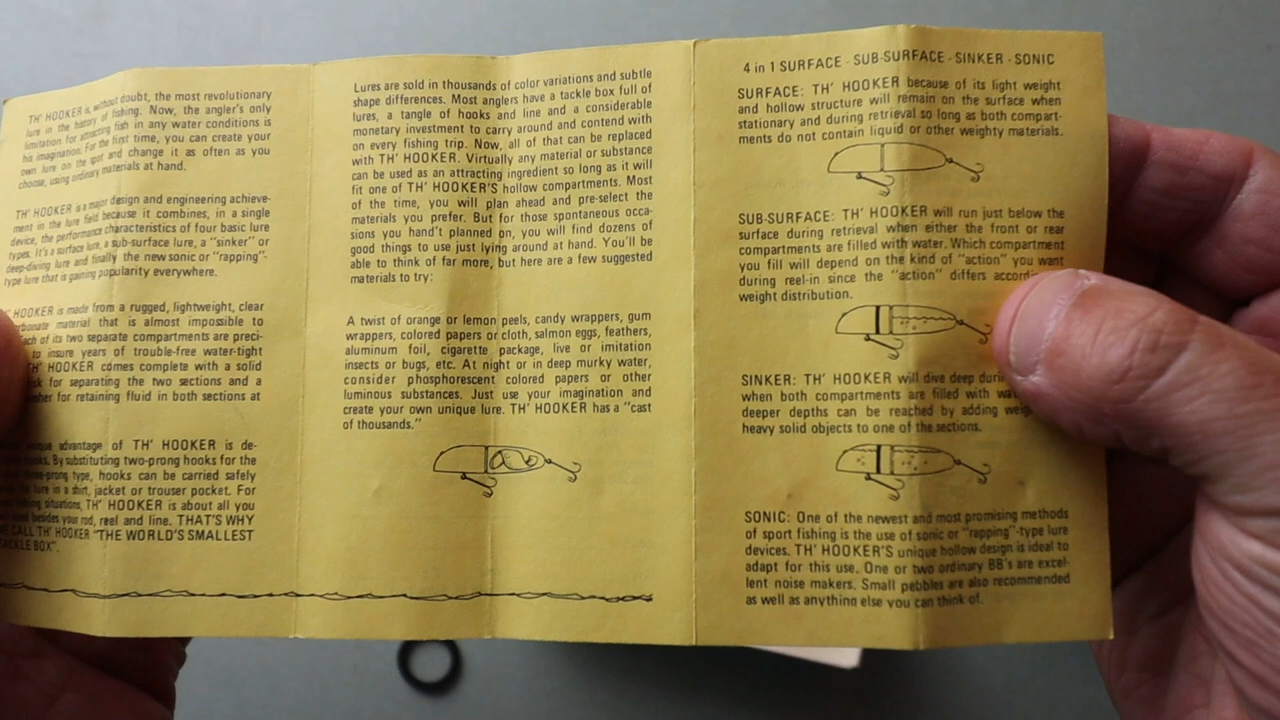 TH' HOOKER is, without doubt, the most revolutionary
lure in the history of fishing. Now, the angler's only
limitation for attracting fish in any water conditions is
his imagination. For the first time, you can create your
own lure on the spot and change it as often as you
choose, using ordinary materials at hand.
TH' HOOKER is a major design and engineering achieve-
ment in the lure field because it combines, in a single
device, the performance characteristics of four basic lure
types. It's a surface lure, a sub-surface lure, a "sinker" or
deep-diving lure and finally the new sonic or "rapping"-
type lure that is gaining popularity everywhere.
HOOKER is made from a rugged, lightweight, clear
material that is almost impossible to
Each of its two separate compartments are preci-
to insure years of trouble-free water-tight
TH' HOOKER comes complete with a solid
for separating the two sections and a
for retaining fluid in both sections at
unique advantage of TH' HOOKER is de-
hooks. By substituting two-prong hooks for the
three-prong type, hooks can be carried safely
lure in a shirt, jacket or trouser pocket. For
fishing situations, TH' HOOKER is about all you
besides your rod, reel and line. THAT'S WHY
CALL TH' HOOKER "THE WORLD'S SMALLEST
TACKLE BOX".
Lures are sold in thousands of color variations and subtle
shape differences. Most anglers have a tackle box full of
lures, a tangle of hooks and line and a considerable
monetary investment to carry around and contend with
on every fishing trip. Now, all of that can be replaced
with TH' HOOKER. Virtually any material or substance
can be used as an attracting ingredient so long as it will
fit one of TH' HOOKER'S hollow compartments. Most
of the time, you will plan ahead and pre-select the
materials you prefer. But for those spontaneous occa-
sions you hand't planned on, you will find dozens of
good things to use just lying around at hand. You'll be
able to think of far more, but here are a few suggested
materials to try:
A twist of orange or lemon peels, candy wrappers, gum
wrappers, colored papers or cloth, salmon eggs, feathers,
aluminum foil, cigarette package, live or imitation
insects or bugs, etc. At night or in deep murky water,
consider phosphorescent colored papers or other
luminous substances. Just use your imagination and
create your own unique lure. TH' HOOKER has a "cast
of thousands."
4 in 1 SURFACE - SUB-SURFACE - SINKER - SONIC
SURFACE: TH' HOOKER because of its light weight
and hollow structure will remain on the surface when
stationary and during retrieval so long as both compart-
ments do not contain liquid or other weighty materials.
SUB-SURFACE: TH' HOOKER will run just below the
surface during retrieval when either the front or rear
compartments are filled with water. Which compartment
you fill will depend on the kind of "action" you want
during reel-in since the "action" differs
weight distribution.
SINKER: TH' HOOKER will dive deep
when both compartments are filled with
deeper depths can be reached by adding
heavy solid objects to one of the sections.
SONIC: One of the newest and most promising methods
of sport fishing is the use of sonic or "rapping"-type lure
devices. TH' HOOKER'S unique hollow design is ideal to
adapt for this use. One or two ordinary BB's are excel-
lent noise makers. Small pebbles are also recommended
as well as anything else you can think of.